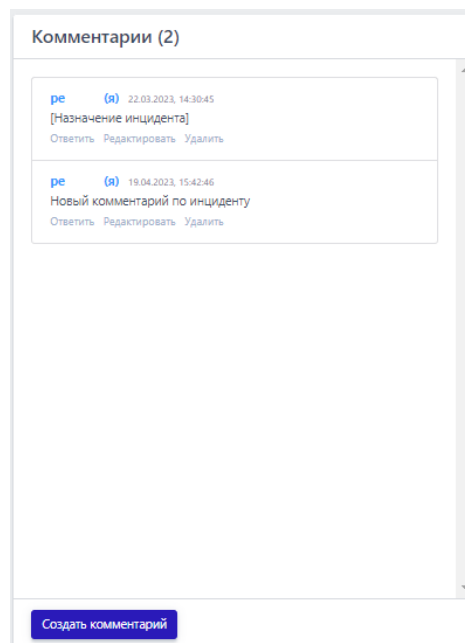 Комментарии (2)
ре (я) 22.03.2023, 14:30:45
[Назначение инцидента]
Ответить Редактировать Удалить
ре (я) 19.04.2023, 15:42:46
Новый комментарий по инциденту
Ответить Редактировать Удалить
Создать комментарий